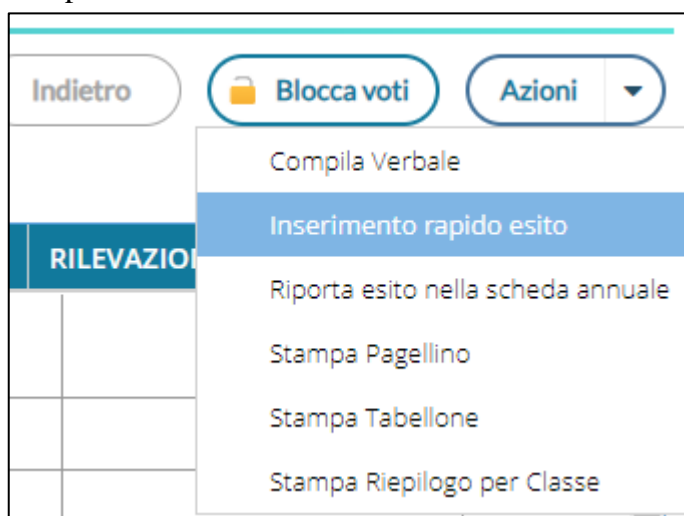 Indietro
Blocca voti
Azioni
Compila Verbale
Inserimento rapido esito
RILEVAZIO
Riporta esito nella scheda annuale
Stampa Pagellino
Stampa Tabellone
Stampa Riepilogo per Classe